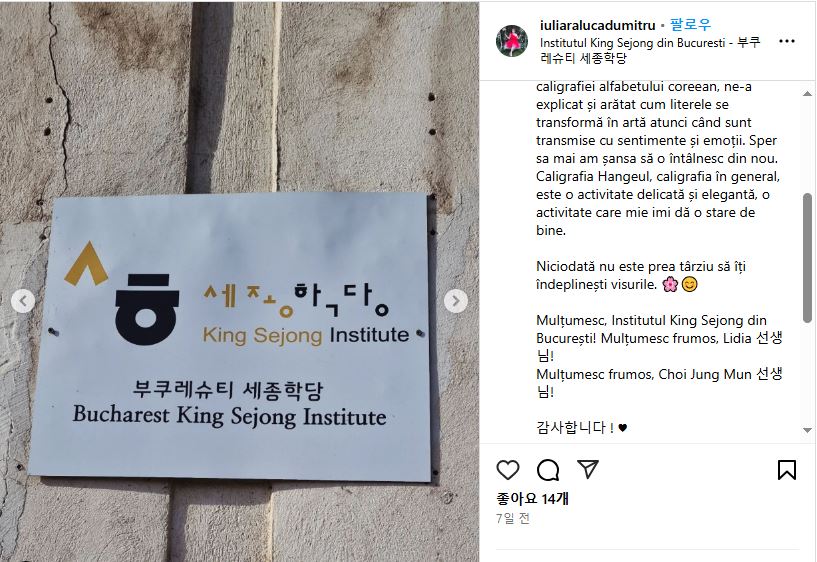 세종학당
King Sejong Institute
부쿠레슈티 세종학당
Bucharest King Sejong Institute
iuliaralucadumitru • 팔로우
Institutul King Sejong din Bucuresti - 부쿠
레슈티 세종학당
caligrafiei alfabetului coreean, ne-a
explicat și arătat cum literele se
transformă în artă atunci când sunt
transmise cu sentimente și emoții. Sper
sa mai am șansa să o întâlnesc din nou.
Caligrafia Hangeul, caligrafia în general,
este o activitate delicată și elegantă, o
activitate care mie imi dă o stare de
bine.
Niciodată nu este prea târziu să îți
îndeplinești visurile. 🌸😊
Mulțumesc, Institutul King Sejong din
București! Mulțumesc frumos, Lidia 선생
님!
Mulțumesc frumos, Choi Jung Mun 선생
님!
감사합니다 ! ♥
좋아요 14개
7일 전